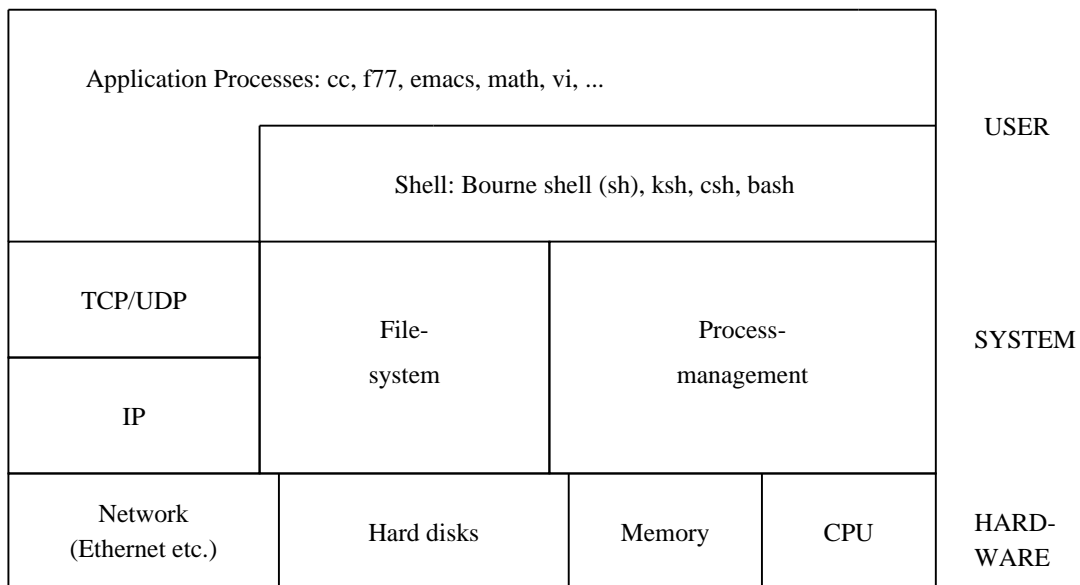 Application Processes: cc, f77, emacs, math, vi, ...
USER
Shell: Bourne shell (sh), ksh, csh, bash
TCP/UDP
File-
system
Process-
management
SYSTEM
IP
Network
(Ethernet etc.)
Hard disks
Memory
CPU
HARD-
WARE